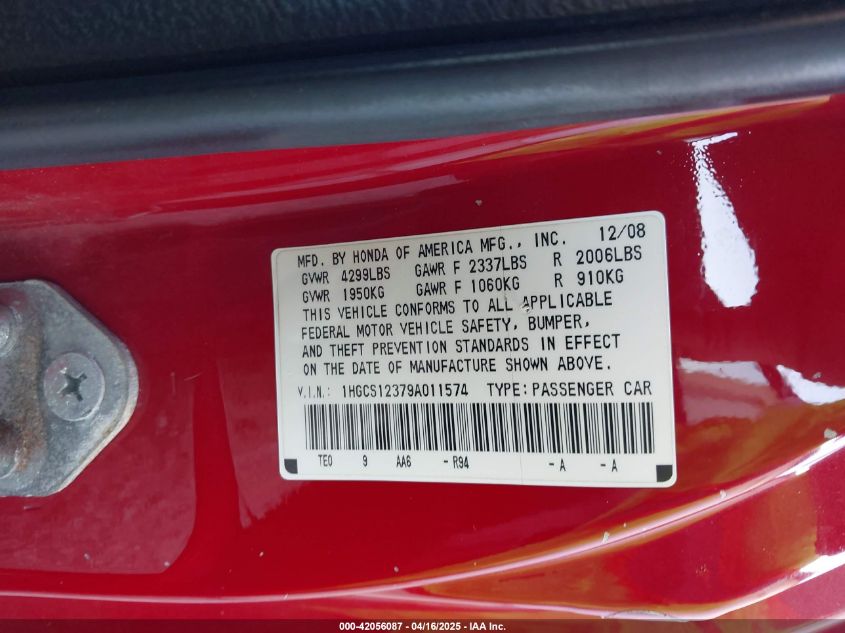 MFD. BY HONDA OF AMERICA MFG., INC. 12/08
GVWR 4299LBS GAWR F 2337LBS R 2006LBS
GVWR 1950KG GAWR F 1060KG R 910KG
THIS VEHICLE CONFORMS TO ALL APPLICABLE
FEDERAL MOTOR VEHICLE SAFETY, BUMPER,
AND THEFT PREVENTION STANDARDS IN EFFECT
ON THE DATE OF MANUFACTURE SHOWN ABOVE.
V.I.N.: 1HGCS12379A011574 TYPE: PASSENGER CAR
TE0 9 AA6 - R94 - A - A
000-42056087 - 04/16/2025 - IAA Inc.